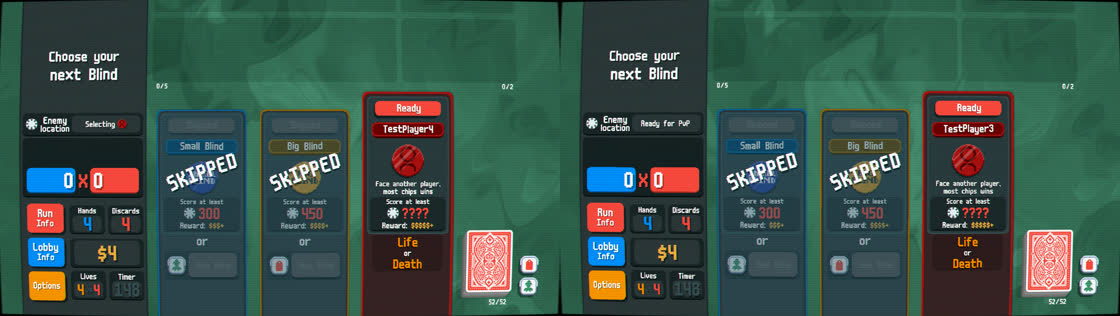 Choose your
next Blind
Enemy
location
Selecting
0 X 0
Run
Info
Hands
4
Discards
4
Lobby
Info
$4
Options
Lives
4 4
Timer
148
0/5
0/2
Small Blind
SKIPPED
Score at least
300
Reward: $$$+
or
Big Blind
SKIPPED
Score at least
450
Reward: $$$$+
or
Ready
TestPlayer4
Face another player,
most chips wins
Score at least
????
Reward: $$$$$+
Life
or
Death
52/52
Choose your
next Blind
Enemy
location
Ready for PvP
0 X 0
Run
Info
Hands
4
Discards
4
Lobby
Info
$4
Options
Lives
4 4
Timer
148
0/5
0/2
Small Blind
SKIPPED
Score at least
300
Reward: $$$+
or
Big Blind
SKIPPED
Score at least
450
Reward: $$$$+
or
Ready
TestPlayer3
Face another player,
most chips wins
Score at least
????
Reward: $$$$$+
Life
or
Death
52/52